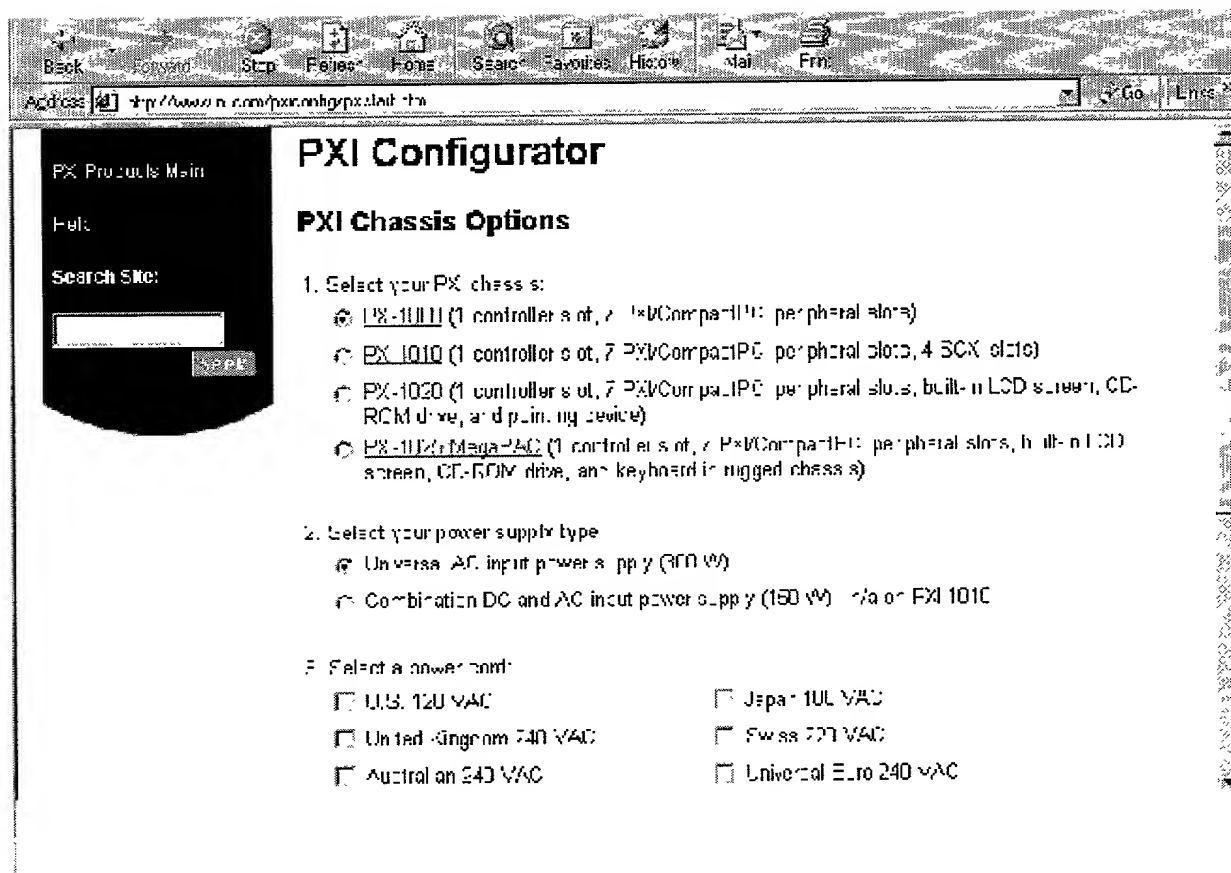 Back Forward Stop Refresh Home Search Favorites History Mail Print
Address Go Links
PXI Configurator
PXI Products Main
PXI Chassis Options
Help
Search Site:
1. Select your PXI chassis:
PXI-1000 (1 controller slot, 7 PXI/CompactPCI peripheral slots)
PXI-1010 (1 controller slot, 7 PXI/CompactPCI peripheral slots, 4 SCXI slots)
PXI-1020 (1 controller slot, 7 PXI/CompactPCI peripheral slots, built-in LCD screen, CD-
ROM drive, and pointing device)
PXI-1025 MegaPAC (1 controller slot, 7 PXI/CompactPCI peripheral slots, built-in LCD
screen, CD-ROM drive, and keyboard in rugged chassis)
2. Select your power supply type
Universal AC input power supply (300 W)
Combination DC and AC input power supply (150 W) n/a on PXI 1010
3. Select a power cord:
U.S. 120 VAC
Japan 100 VAC
United Kingdom 240 VAC
Swiss 220 VAC
Australian 240 VAC
Universal Euro 240 VAC